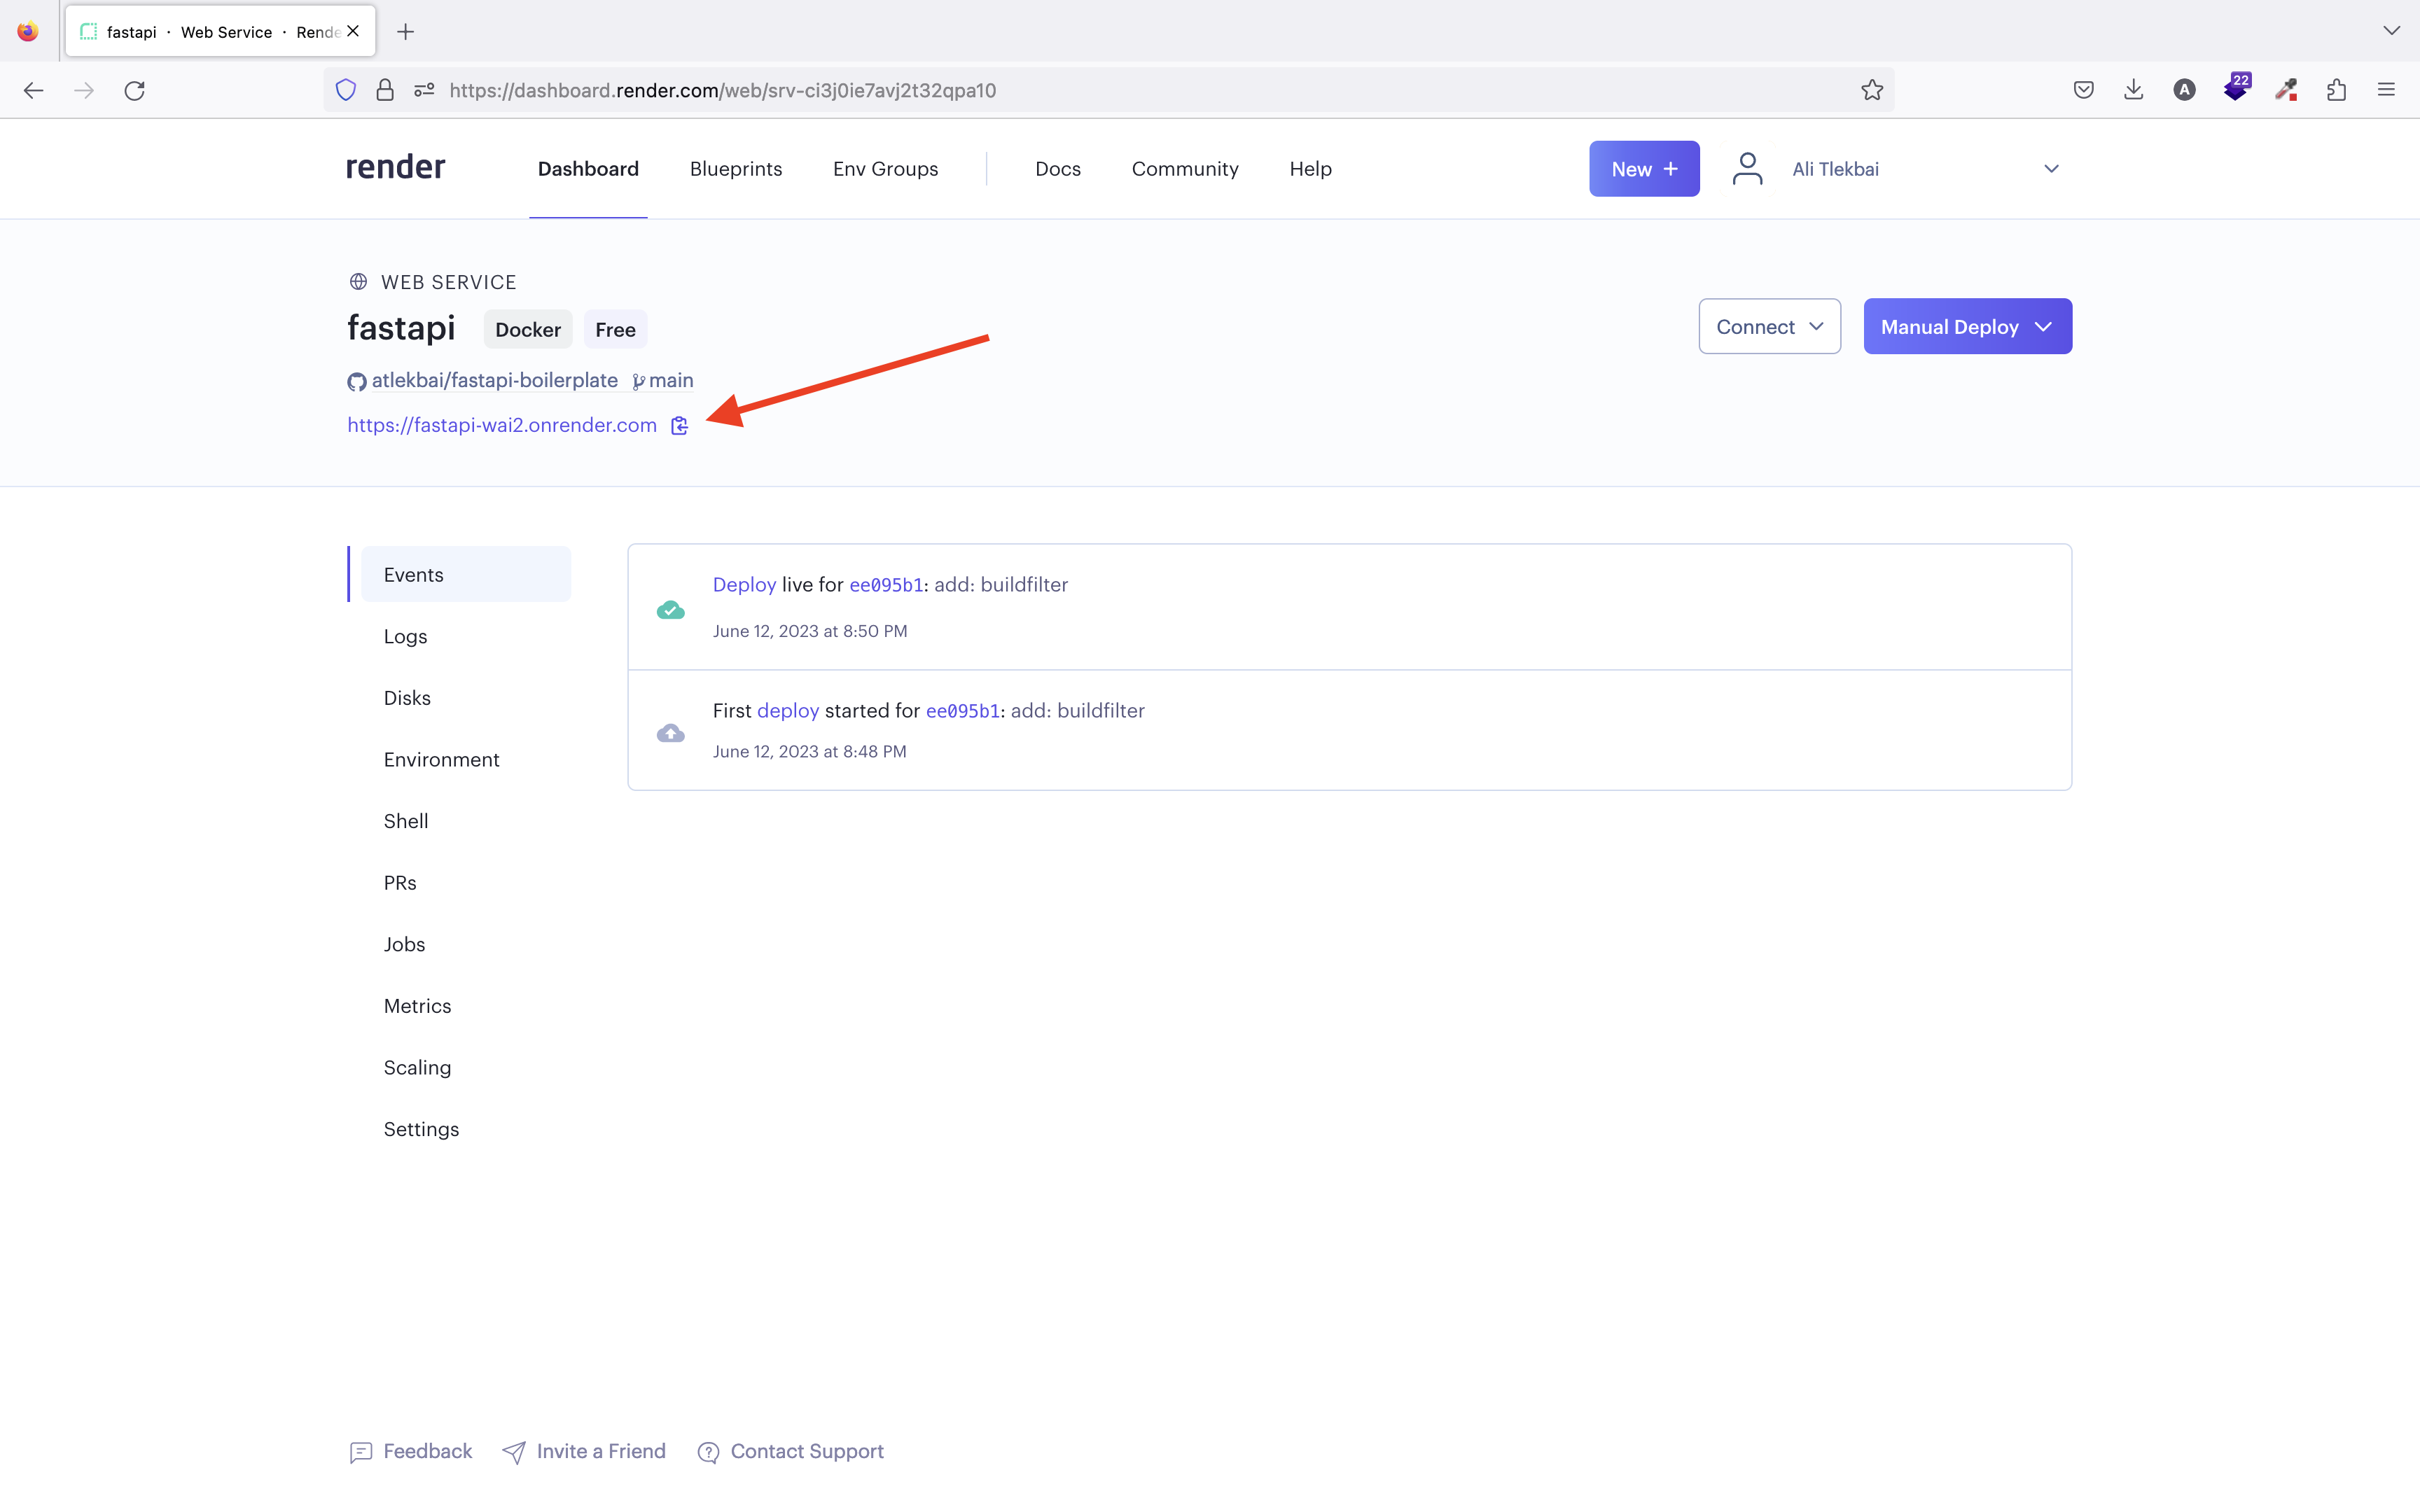 fastapi · Web Service · Rende
https://dashboard.render.com/web/srv-ci3j0ie7avj2t32qpa10
A
22
render Dashboard Blueprints Env Groups Docs Community Help New + Ali Tlekbai
WEB SERVICE
fastapi Docker Free
Connect Manual Deploy
atlekbai/fastapi-boilerplate main
https://fastapi-wai2.onrender.com
Events
Logs
Disks
Environment
Shell
PRs
Jobs
Metrics
Scaling
Settings
Deploy live for ee095b1: add: buildfilter
June 12, 2023 at 8:50 PM
First deploy started for ee095b1: add: buildfilter
June 12, 2023 at 8:48 PM
Feedback Invite a Friend Contact Support